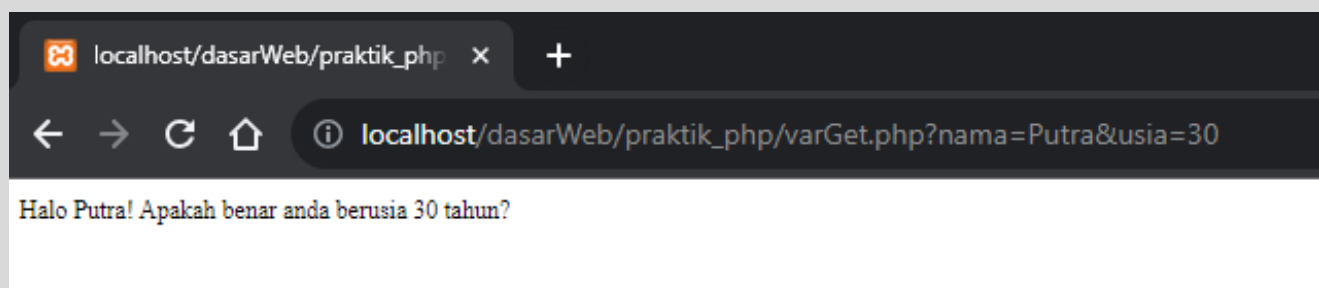 localhost/dasarWeb/praktik_php
localhost/dasarWeb/praktik_php/varGet.php?nama=Putra&usia=30
Halo Putra! Apakah benar anda berusia 30 tahun?